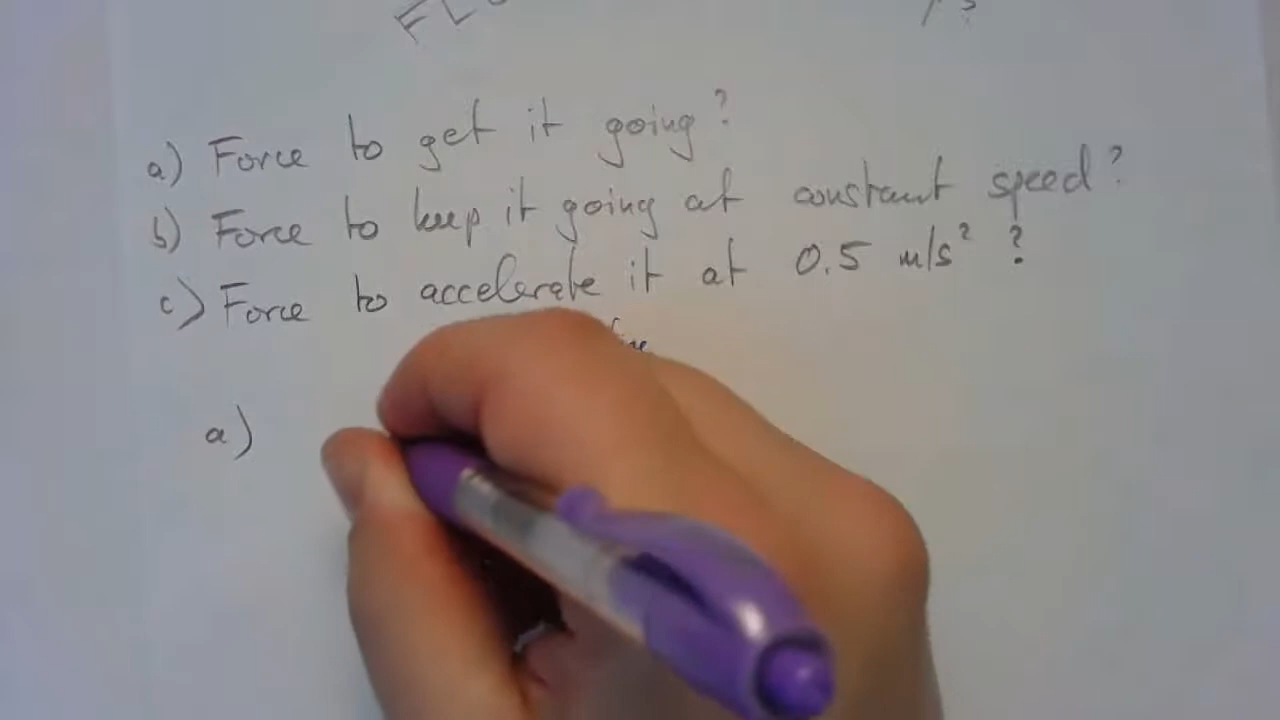 a) Force to get it going?
b) Force to keep it going at constant speed?
c) Force to accelerate it at 0.5 m/s² ?
a)